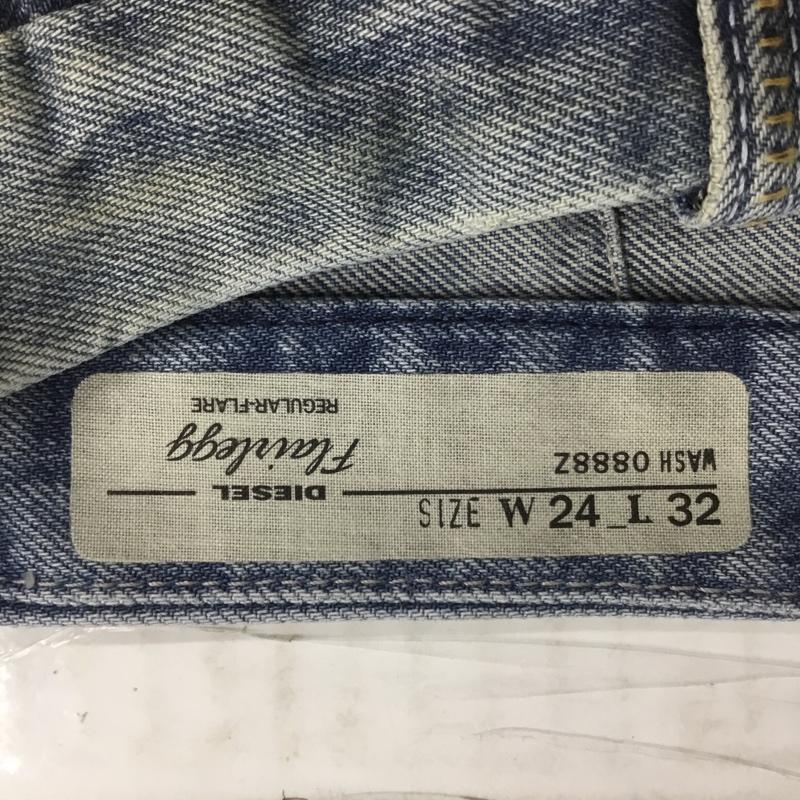 SIZE W 24_L 32
DIESEL
WASH 0888Z
Flairlegg
REGULAR-FLARE